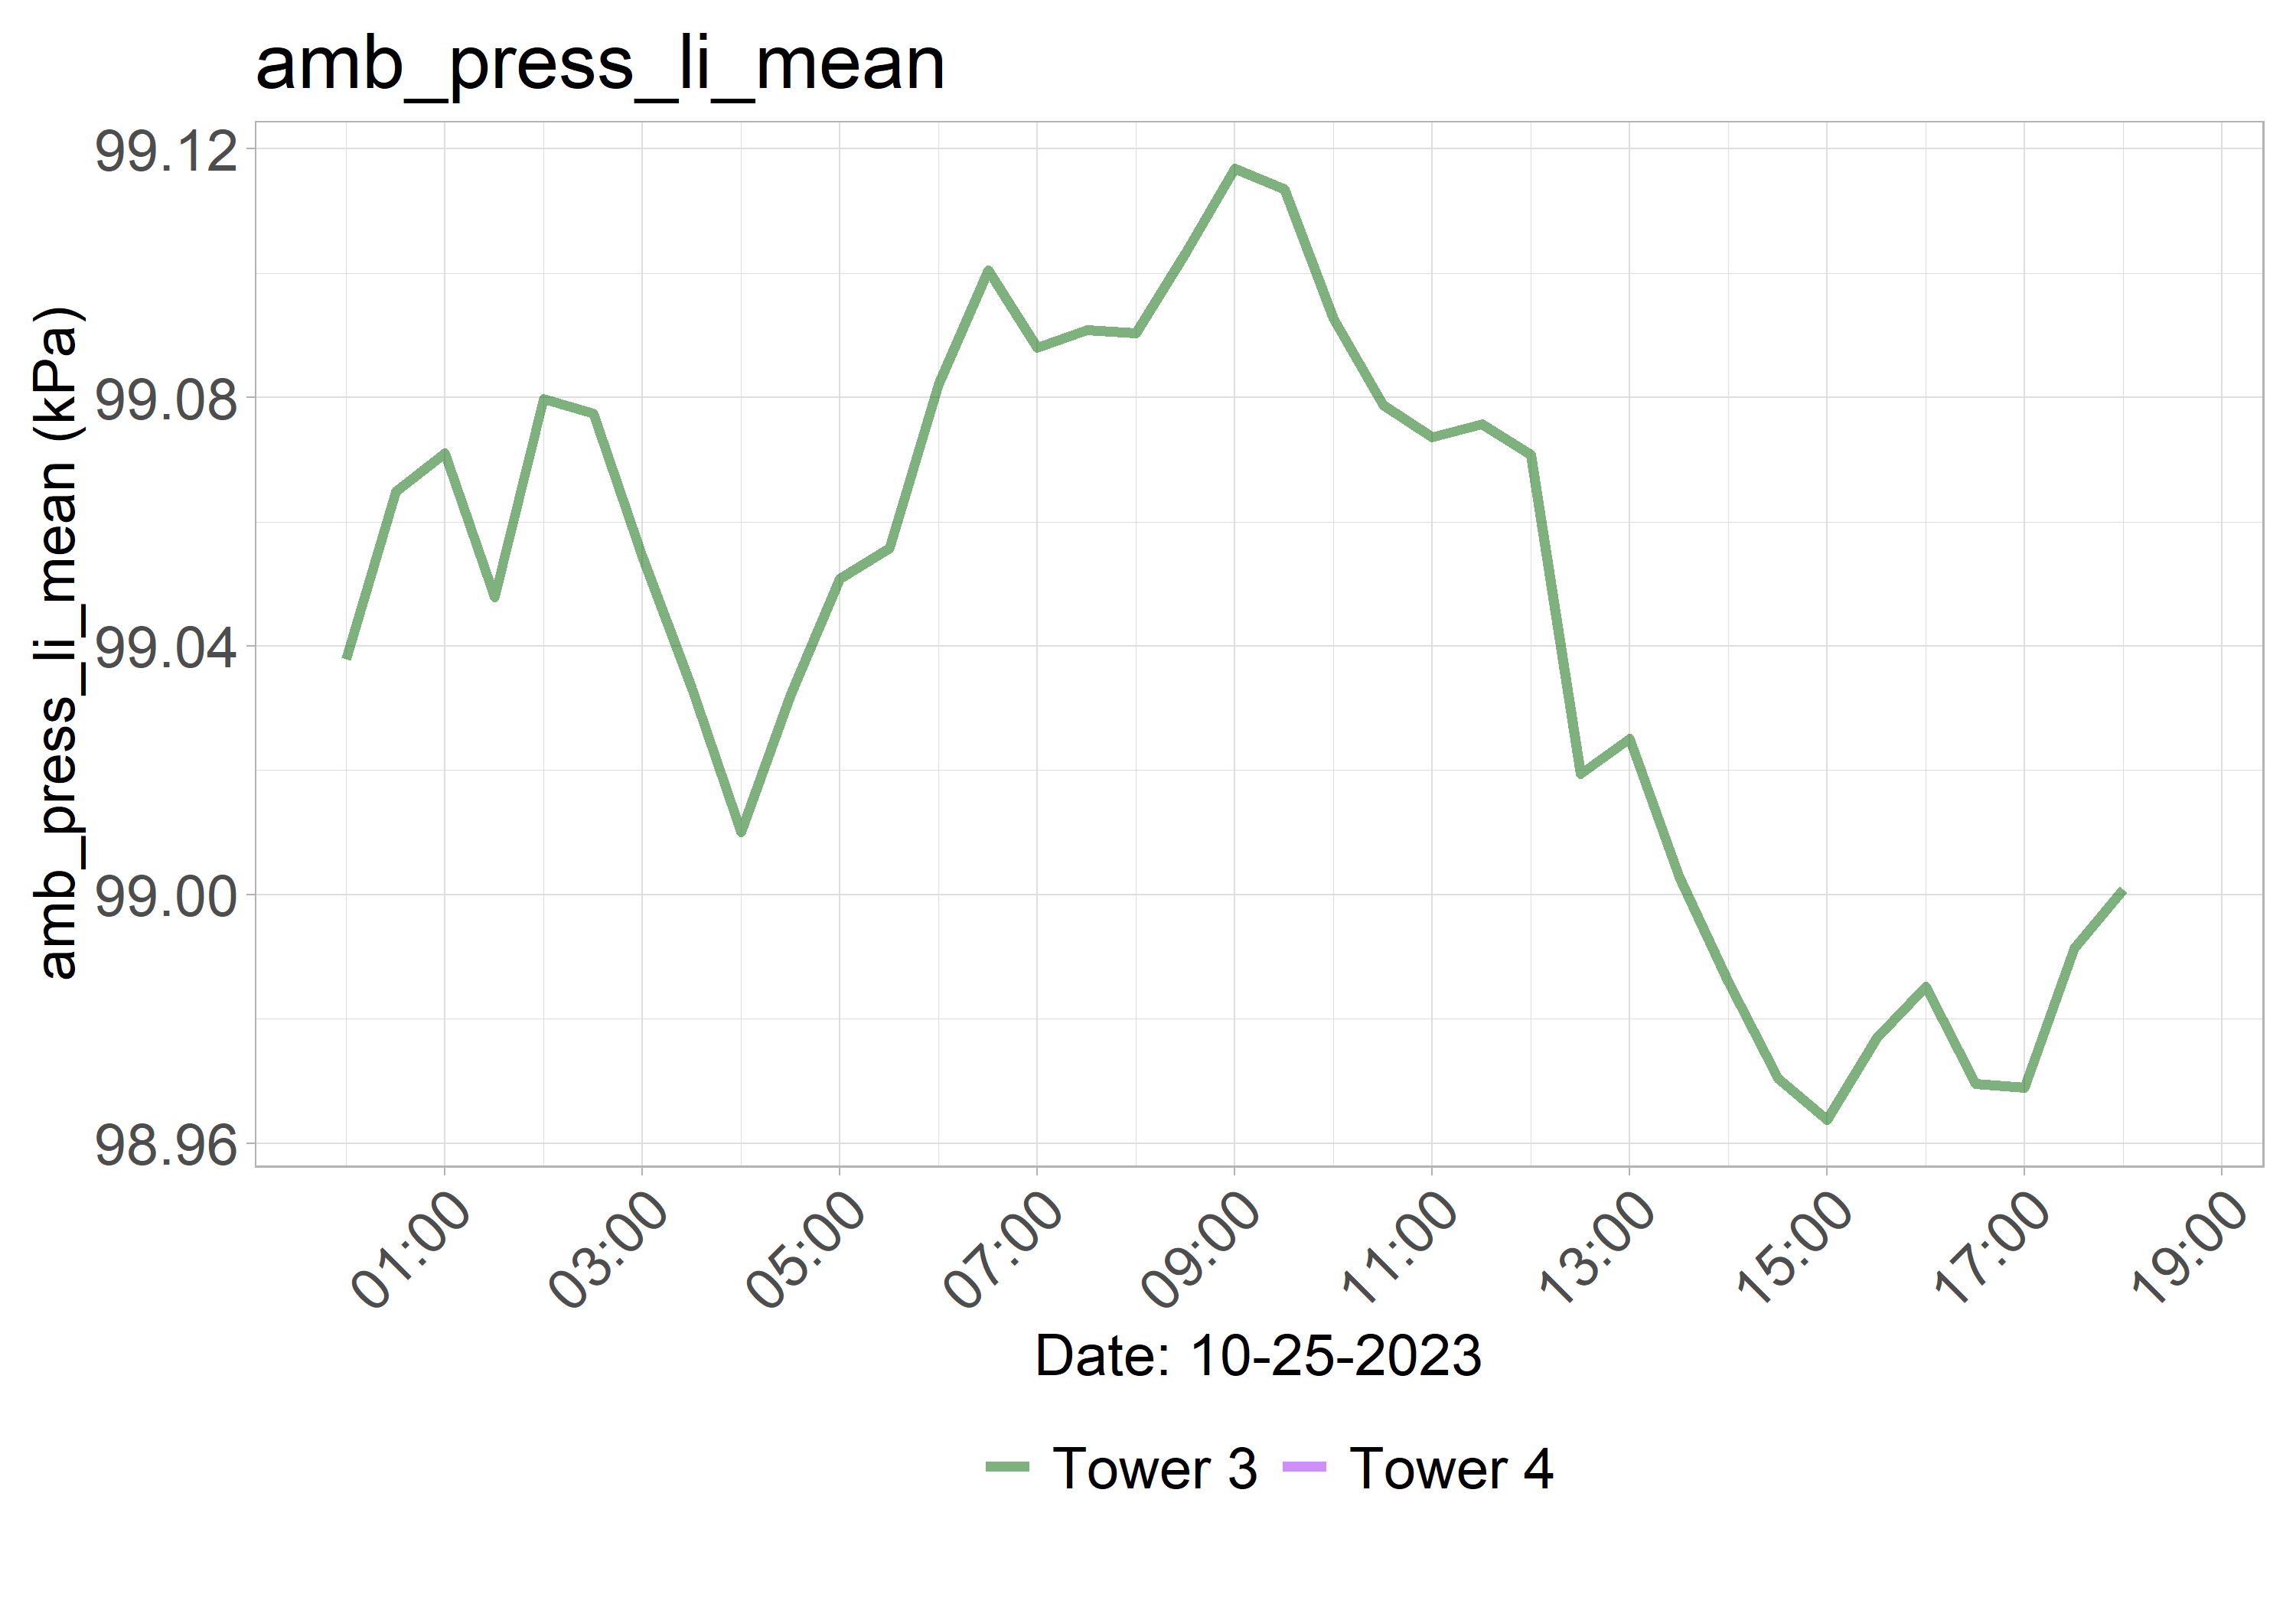 amb_press_li_mean
amb_press_li_mean (kPa)
99.12
99.08
99.04
99.00
98.96
01:00 03:00 05:00 07:00 09:00 11:00 13:00 15:00 17:00 19:00
Date: 10-25-2023
Tower 3 Tower 4